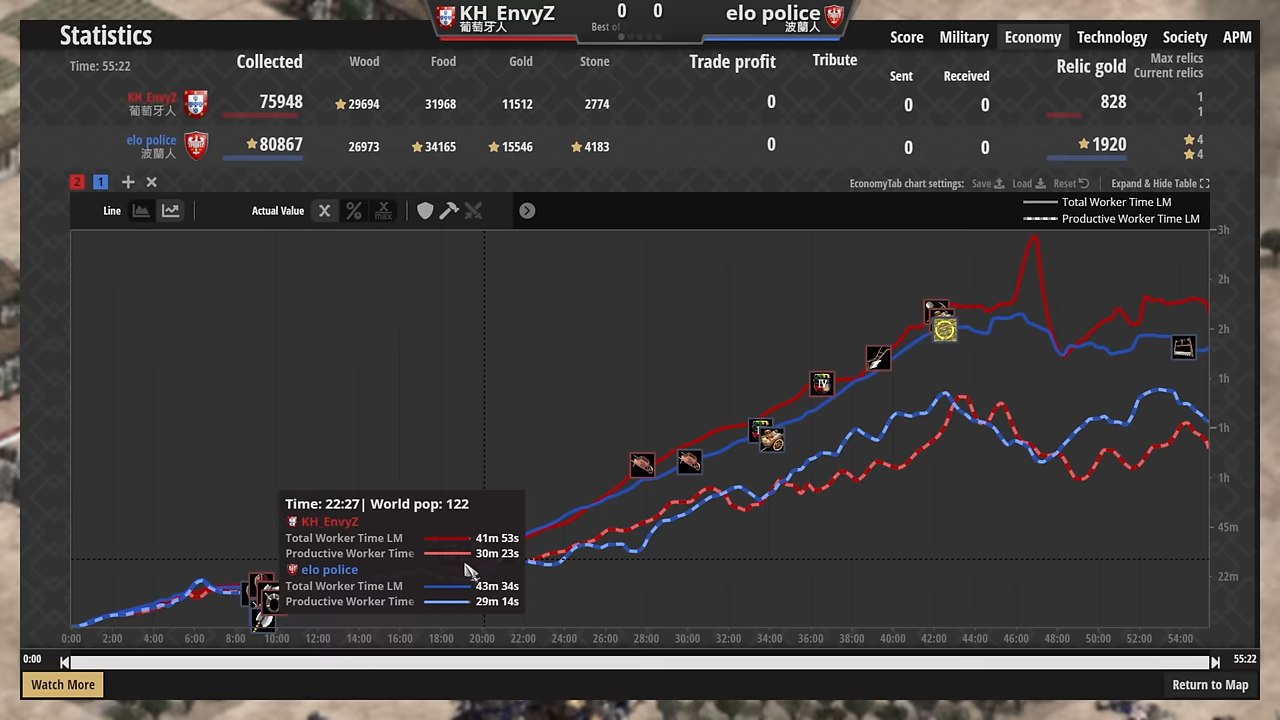 KH_EnvyZ
葡萄牙人
0 0
Best of
elo police
波蘭人
Statistics
Score Military Economy Technology Society APM
Time: 55:22
Collected Wood Food Gold Stone Trade profit Tribute Sent Received Relic gold Max relics
Current relics
KH_EnvyZ
葡萄牙人
75948 29694 31968 11512 2774 0 0 0 828 1
1
elo police
波蘭人
80867 26973 34165 15546 4183 0 0 0 1920 4
4
2 1 + ×
EconomyTab chart settings: Save Load Reset Expand & Hide Table
Line Actual Value X % X max
Total Worker Time LM
Productive Worker Time LM
3h
2h
2h
1h
1h
1h
45m
22m
IV
Time: 22:27| World pop: 122
KH_EnvyZ
Total Worker Time LM 41m 53s
Productive Worker Time 30m 23s
elo police
Total Worker Time LM 43m 34s
Productive Worker Time 29m 14s
0:00 2:00 4:00 6:00 8:00 10:00 12:00 14:00 16:00 18:00 20:00 22:00 24:00 26:00 28:00 30:00 32:00 34:00 36:00 38:00 40:00 42:00 44:00 46:00 48:00 50:00 52:00 54:00
0:00 55:22
Watch More Return to Map